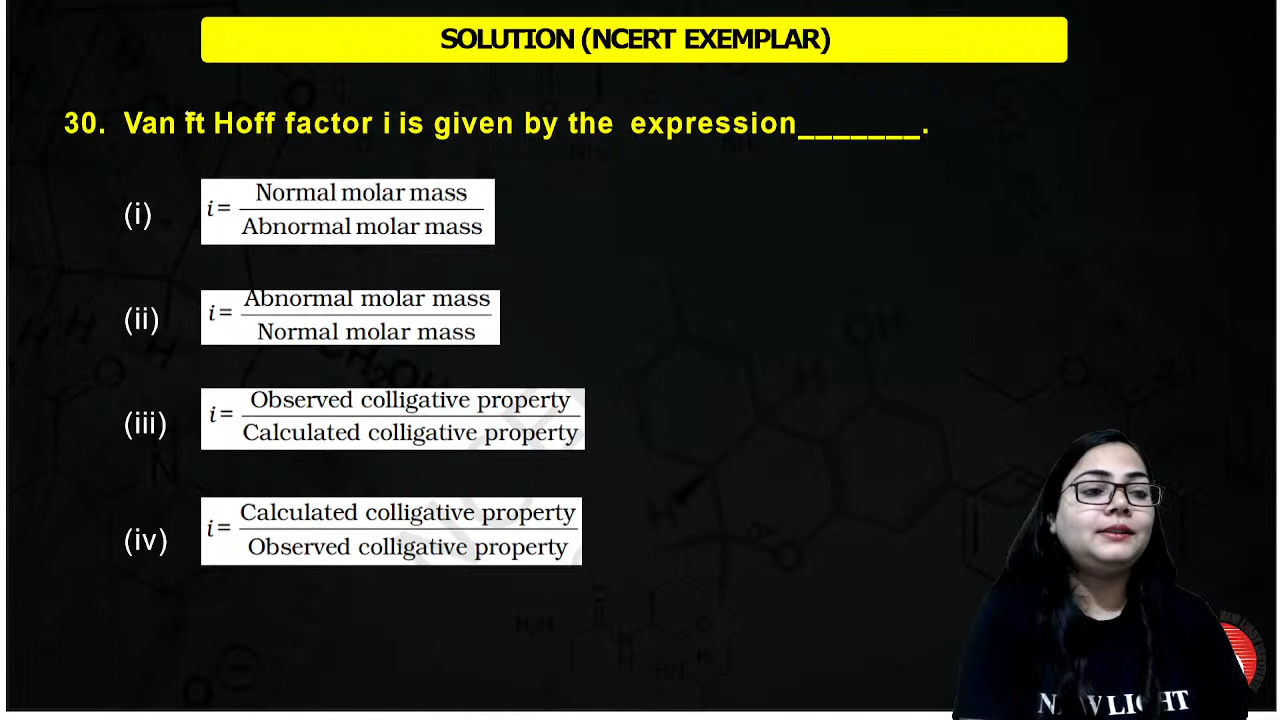 SOLUTION (NCERT EXEMPLAR)
30. Van ft Hoff factor i is given by the expression_______.
(i) i = Normal molar mass / Abnormal molar mass
(ii) i = Abnormal molar mass / Normal molar mass
(iii) i = Observed colligative property / Calculated colligative property
(iv) i = Calculated colligative property / Observed colligative property